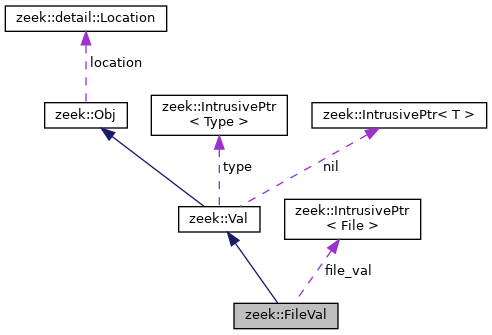 zeek::detail::Location
location
zeek::Obj
zeek::IntrusivePtr
< Type >
zeek::IntrusivePtr< T >
type
nil
zeek::Val
zeek::IntrusivePtr
< File >
file_val
zeek::FileVal